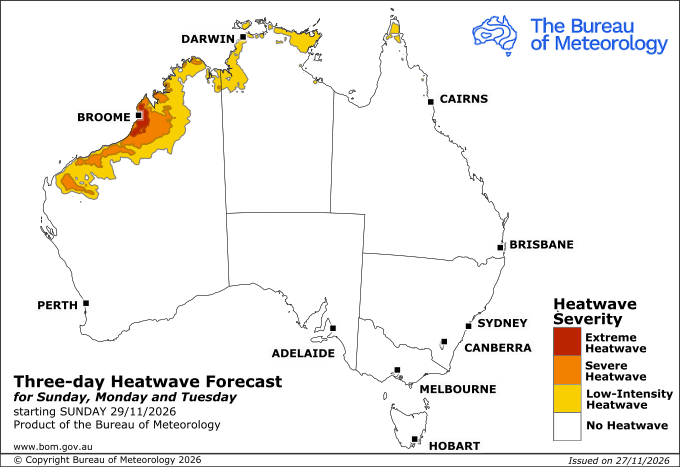 The Bureau
of Meteorology
DARWIN
CAIRNS
BROOME
BRISBANE
PERTH
SYDNEY
CANBERRA
ADELAIDE
MELBOURNE
HOBART
Heatwave
Severity
Extreme
Heatwave
Severe
Heatwave
Low-Intensity
Heatwave
No Heatwave
Three-day Heatwave Forecast
for Sunday, Monday and Tuesday
starting SUNDAY 29/11/2026
Product of the Bureau of Meteorology
www.bom.gov.au
© Copyright Bureau of Meteorology 2026
Issued on 27/11/2026